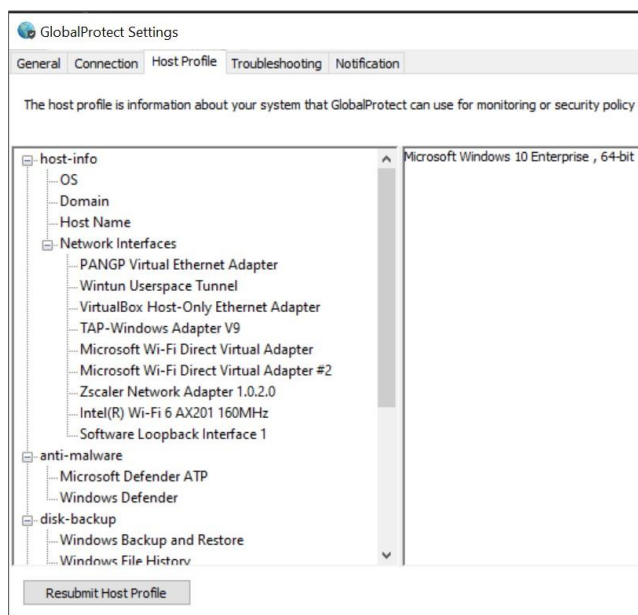 GlobalProtect Settings
General Connection Host Profile Troubleshooting Notification
The host profile is information about your system that GlobalProtect can use for monitoring or security policy
host-info
OS
Domain
Host Name
Network Interfaces
PANGP Virtual Ethernet Adapter
Wintun Userspace Tunnel
VirtualBox Host-Only Ethernet Adapter
TAP-Windows Adapter V9
Microsoft Wi-Fi Direct Virtual Adapter
Microsoft Wi-Fi Direct Virtual Adapter #2
Zscaler Network Adapter 1.0.2.0
Intel(R) Wi-Fi 6 AX201 160MHz
Software Loopback Interface 1
anti-malware
Microsoft Defender ATP
Windows Defender
disk-backup
Windows Backup and Restore
Windows File History
Microsoft Windows 10 Enterprise , 64-bit
Resubmit Host Profile